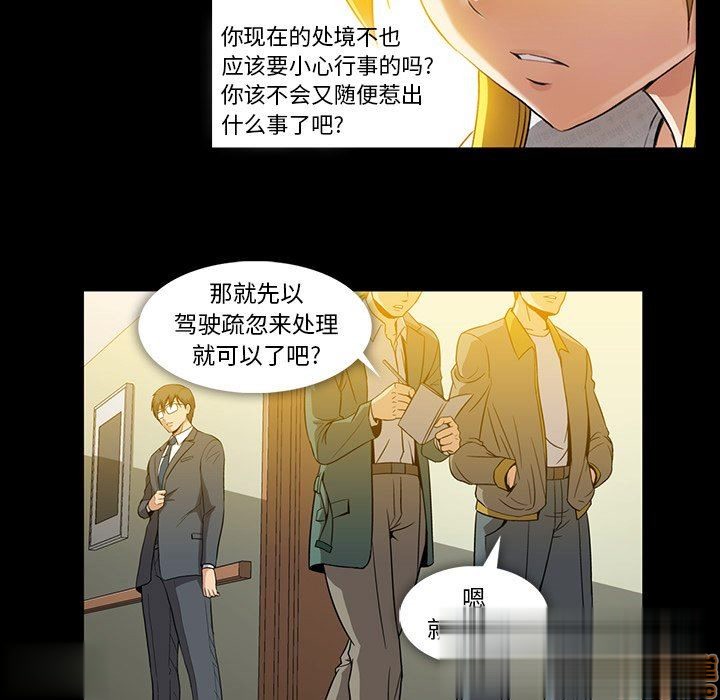 你现在的处境不也
应该要小心行事的吗?
你该不会又随便惹出
什么事了吧?
那就先以
驾驶疏忽来处理
就可以了吧?
嗯
就